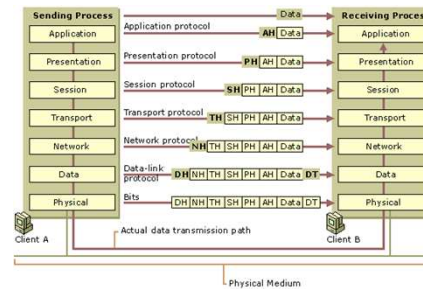 Sending Process
Data
Receiving Process
Application
Application protocol
AH Data
Application
Presentation
Presentation protocol
PH AH Data
Presentation
Session
Session protocol
SH PH AH Data
Session
Transport
Transport protocol
TH SH PH AH Data
Transport
Network
Network protocol
NH TH SH PH AH Data
Network
Data
Data-link
protocol
DH NH TH SH PH AH Data DT
Data
Physical
Bits
DH NH TH SH PH AH Data DT
Physical
Client A
Actual data transmission path
Client B
Physical Medium